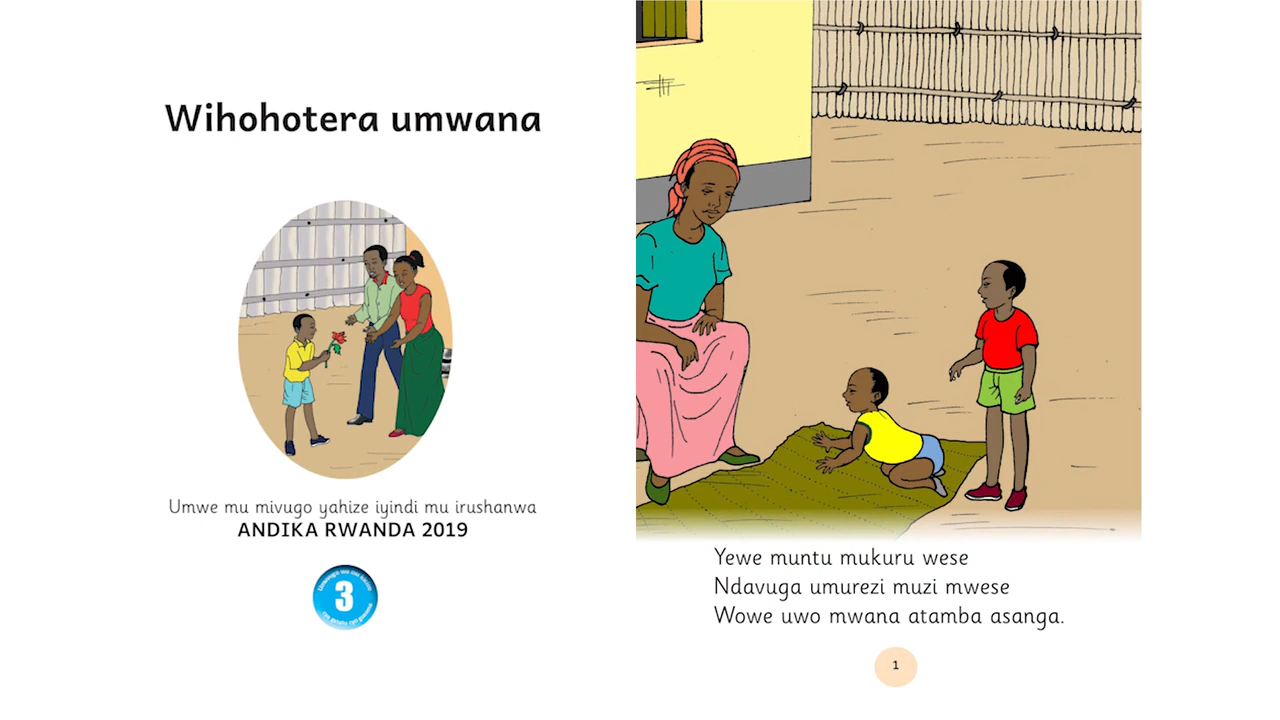 Wihohotera umwana
Umwe mu mivugo yahize iyindi mu irushanwa
ANDIKA RWANDA 2019
3
Yewe muntu mukuru wese
Ndavuga umurezi muzi mwese
Wowe uwo mwana atamba asanga.
1